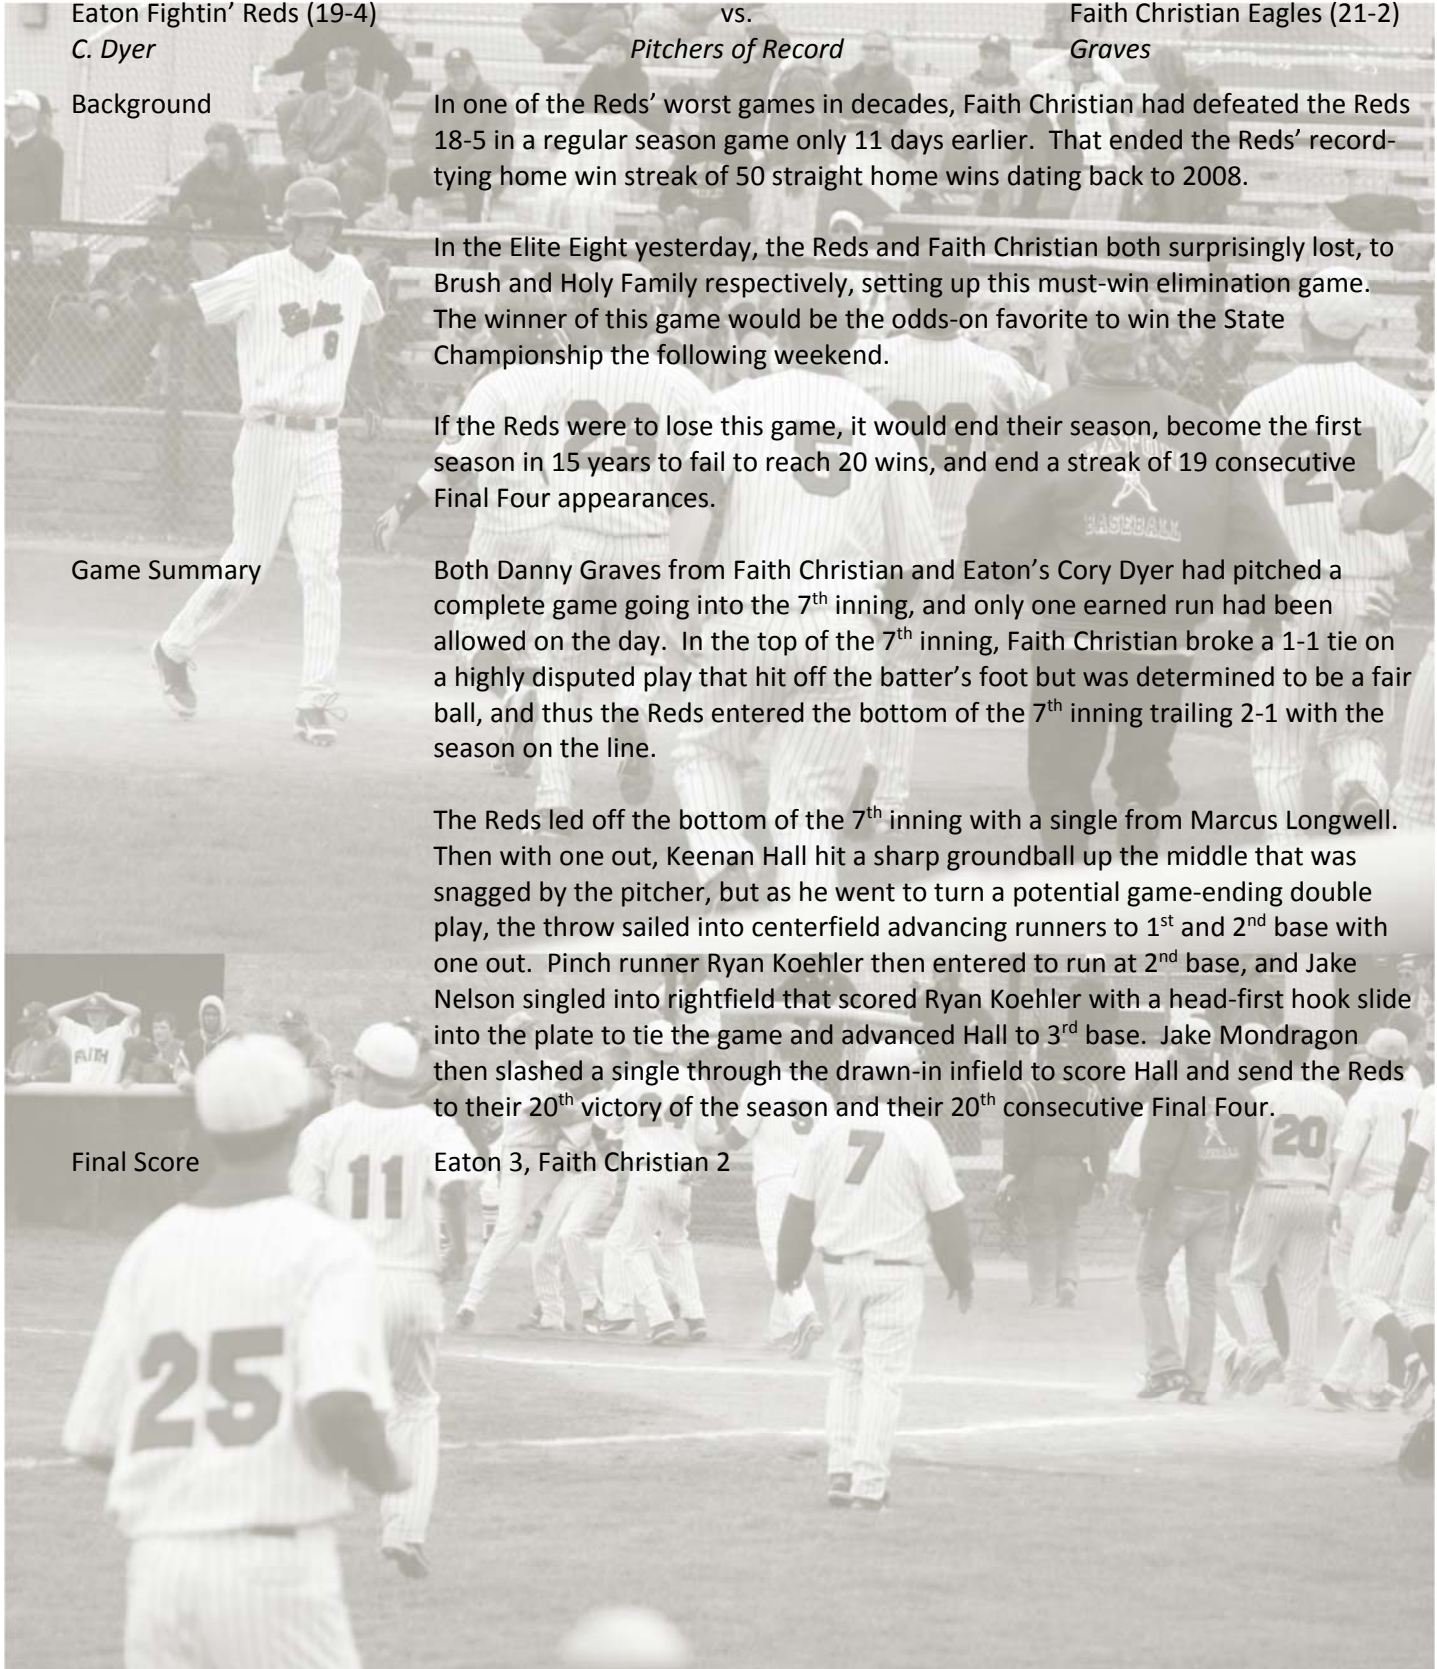 Eaton Fightin’ Reds (19-4) vs. Faith Christian Eagles (21-2)
C. Dyer Pitchers of Record Graves
Background In one of the Reds’ worst games in decades, Faith Christian had defeated the Reds
18-5 in a regular season game only 11 days earlier. That ended the Reds’ record-
tying home win streak of 50 straight home wins dating back to 2008.
In the Elite Eight yesterday, the Reds and Faith Christian both surprisingly lost, to
Brush and Holy Family respectively, setting up this must-win elimination game.
The winner of this game would be the odds-on favorite to win the State
Championship the following weekend.
If the Reds were to lose this game, it would end their season, become the first
season in 15 years to fail to reach 20 wins, and end a streak of 19 consecutive
Final Four appearances.
Game Summary Both Danny Graves from Faith Christian and Eaton’s Cory Dyer had pitched a
complete game going into the 7th inning, and only one earned run had been
allowed on the day. In the top of the 7th inning, Faith Christian broke a 1-1 tie on
a highly disputed play that hit off the batter’s foot but was determined to be a fair
ball, and thus the Reds entered the bottom of the 7th inning trailing 2-1 with the
season on the line.
The Reds led off the bottom of the 7th inning with a single from Marcus Longwell.
Then with one out, Keenan Hall hit a sharp groundball up the middle that was
snagged by the pitcher, but as he went to turn a potential game-ending double
play, the throw sailed into centerfield advancing runners to 1st and 2nd base with
one out. Pinch runner Ryan Koehler then entered to run at 2nd base, and Jake
Nelson singled into rightfield that scored Ryan Koehler with a head-first hook slide
into the plate to tie the game and advanced Hall to 3rd base. Jake Mondragon
then slashed a single through the drawn-in infield to score Hall and send the Reds
to their 20th victory of the season and their 20th consecutive Final Four.
Final Score Eaton 3, Faith Christian 2
23
5
24
EATON
BASEBALL
FAITH
11
24
5
7
20
25